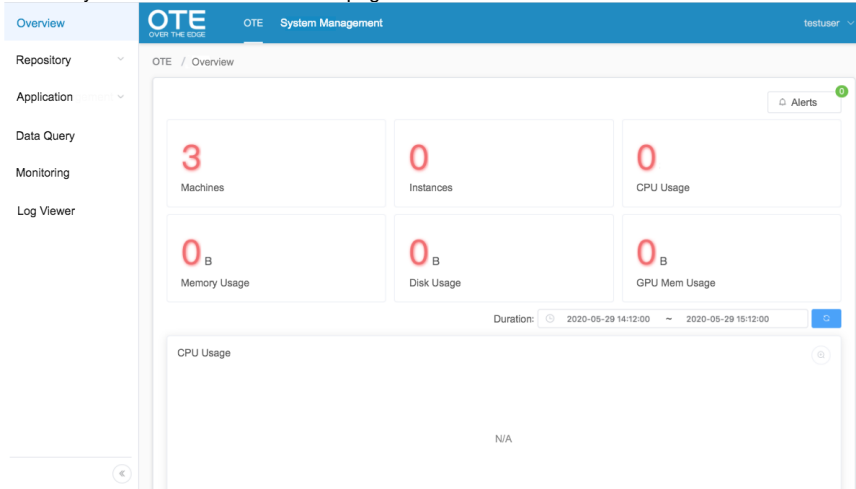 Overview
OTE
OVER THE EDGE
OTE System Management
testuser
Repository
Application
Data Query
Monitoring
Log Viewer
OTE / Overview
0
Alerts
3
Machines
0
Instances
0
CPU Usage
0 B
Memory Usage
0 B
Disk Usage
0 B
GPU Mem Usage
Duration: 2020-05-29 14:12:00 ~ 2020-05-29 15:12:00
CPU Usage
N/A